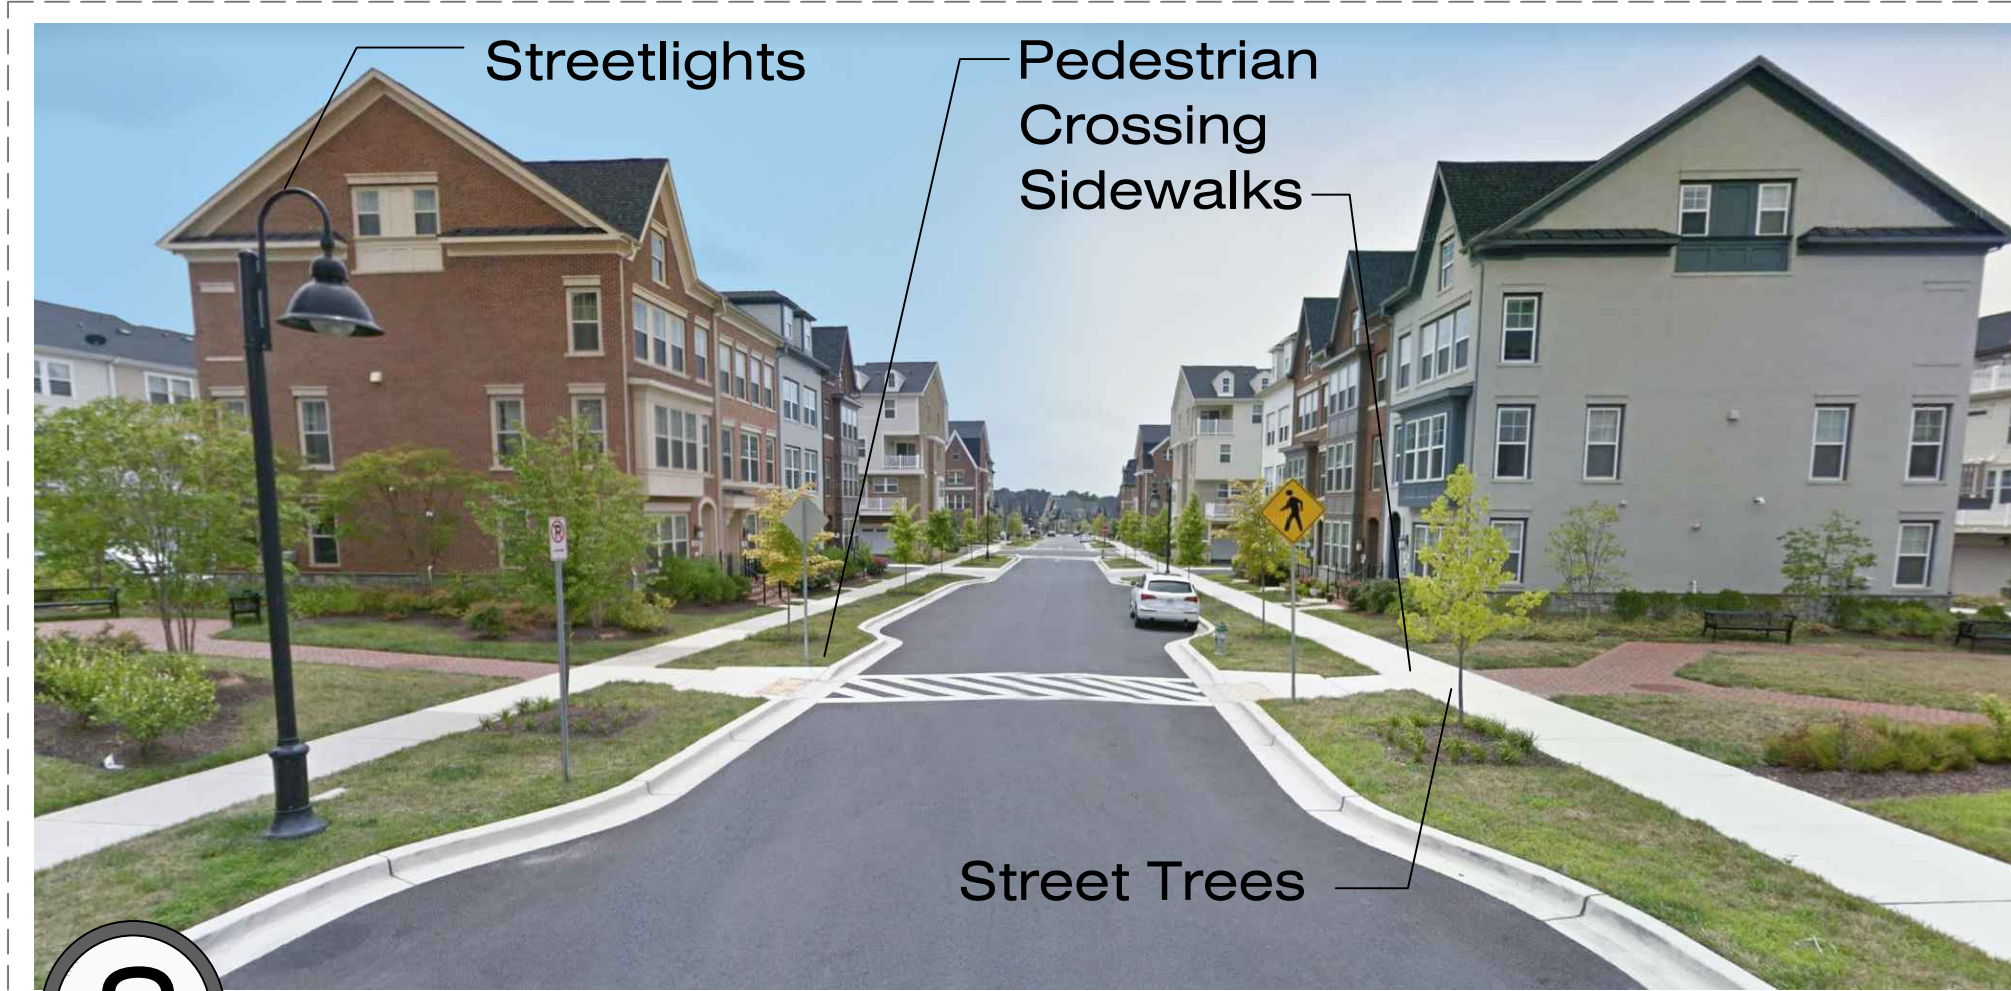 Streetlights
Pedestrian
Crossing
Sidewalks
Street Trees